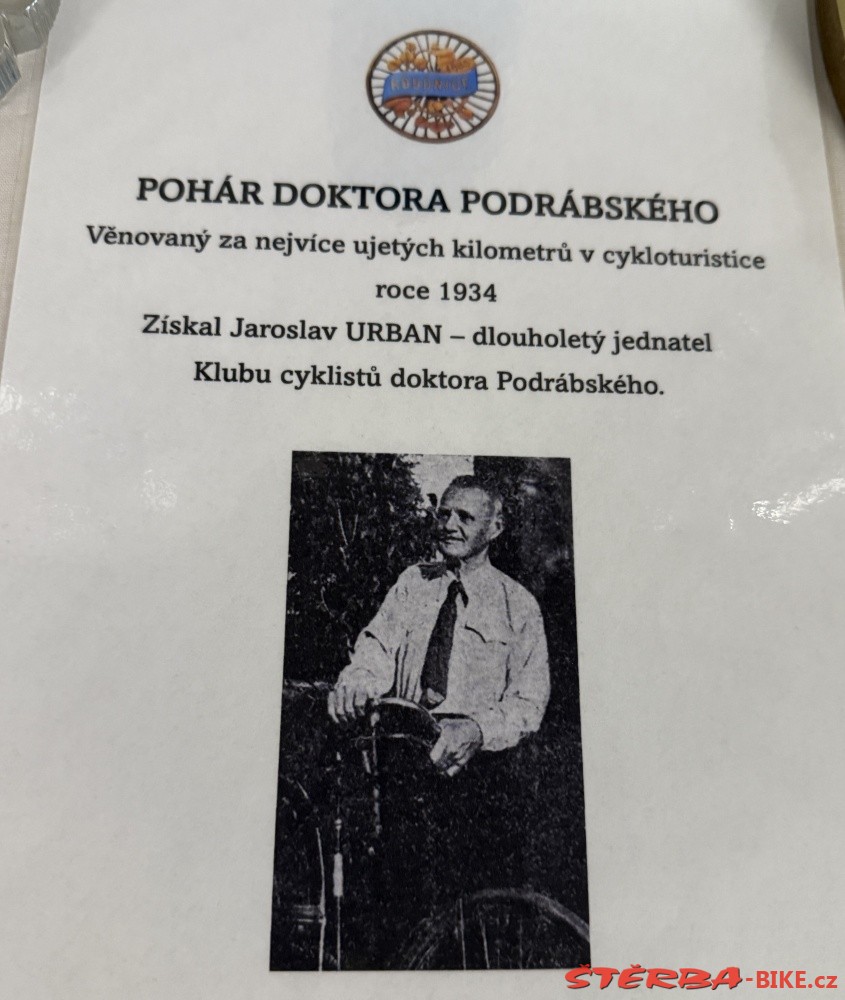 POHÁR DOKTORA PODRÁBSKÉHO
Věnovaný za nejvíce ujetých kilometrů v cykloturistice
roce 1934
Získal Jaroslav URBAN – dlouholetý jednatel
Klubu cyklistů doktora Podrábského.
ŠTĚRBA-BIKE.cz